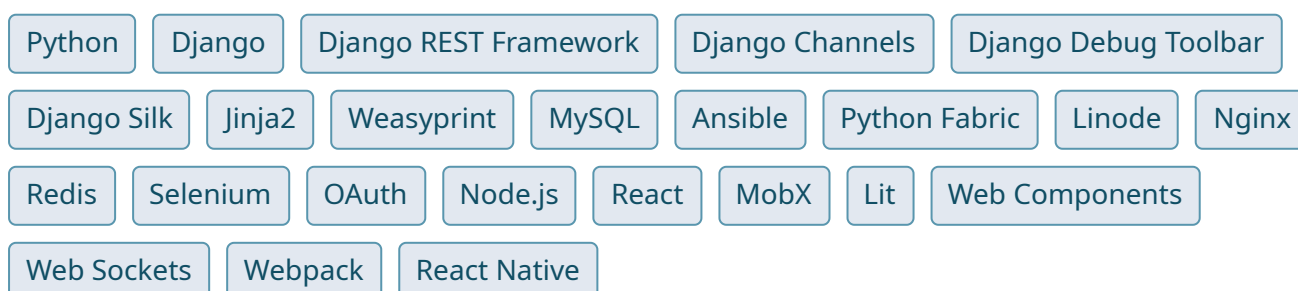 Python Django Django REST Framework Django Channels Django Debug Toolbar
Django Silk Jinja2 Weasyprint MySQL Ansible Python Fabric Linode Nginx
Redis Selenium OAuth Node.js React MobX Lit Web Components
Web Sockets Webpack React Native